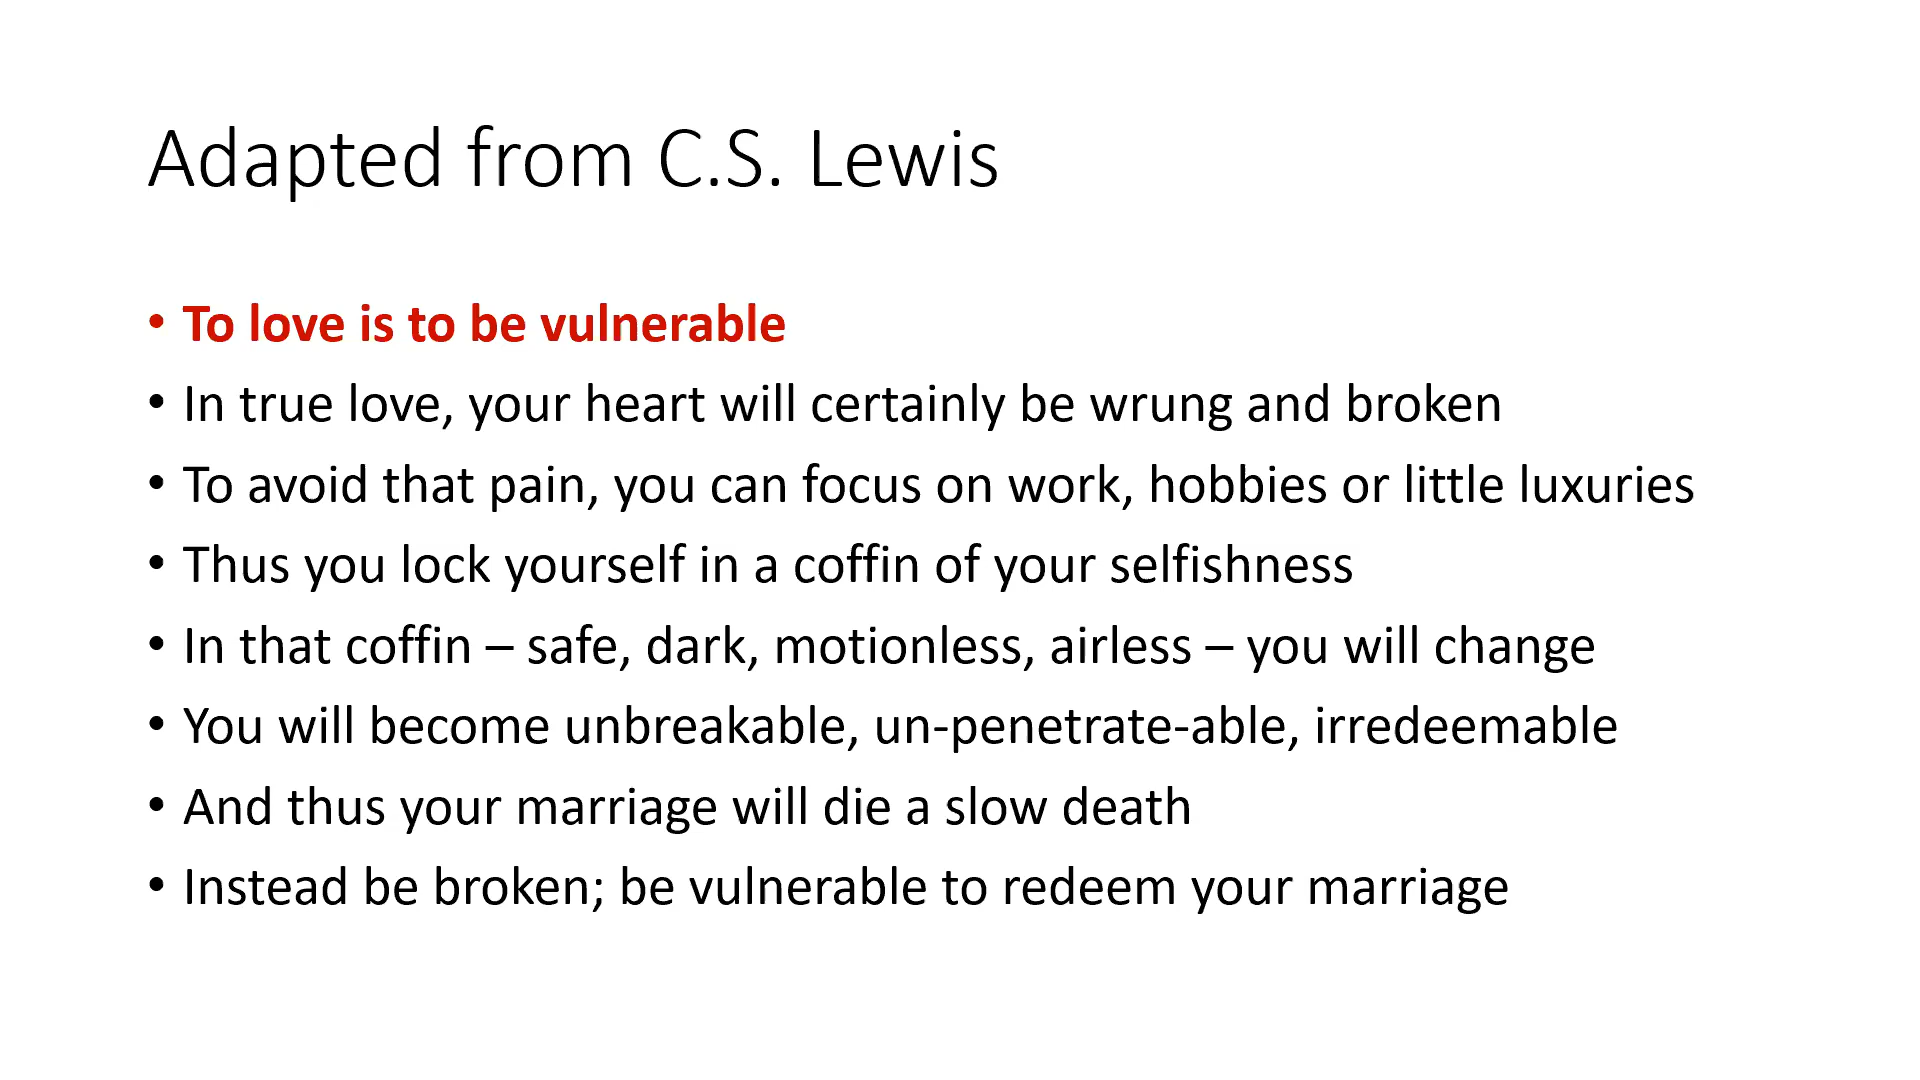 Adapted from C.S. Lewis
• To love is to be vulnerable
• In true love, your heart will certainly be wrung and broken
• To avoid that pain, you can focus on work, hobbies or little luxuries
• Thus you lock yourself in a coffin of your selfishness
• In that coffin – safe, dark, motionless, airless – you will change
• You will become unbreakable, un-penetrate-able, irredeemable
• And thus your marriage will die a slow death
• Instead be broken; be vulnerable to redeem your marriage